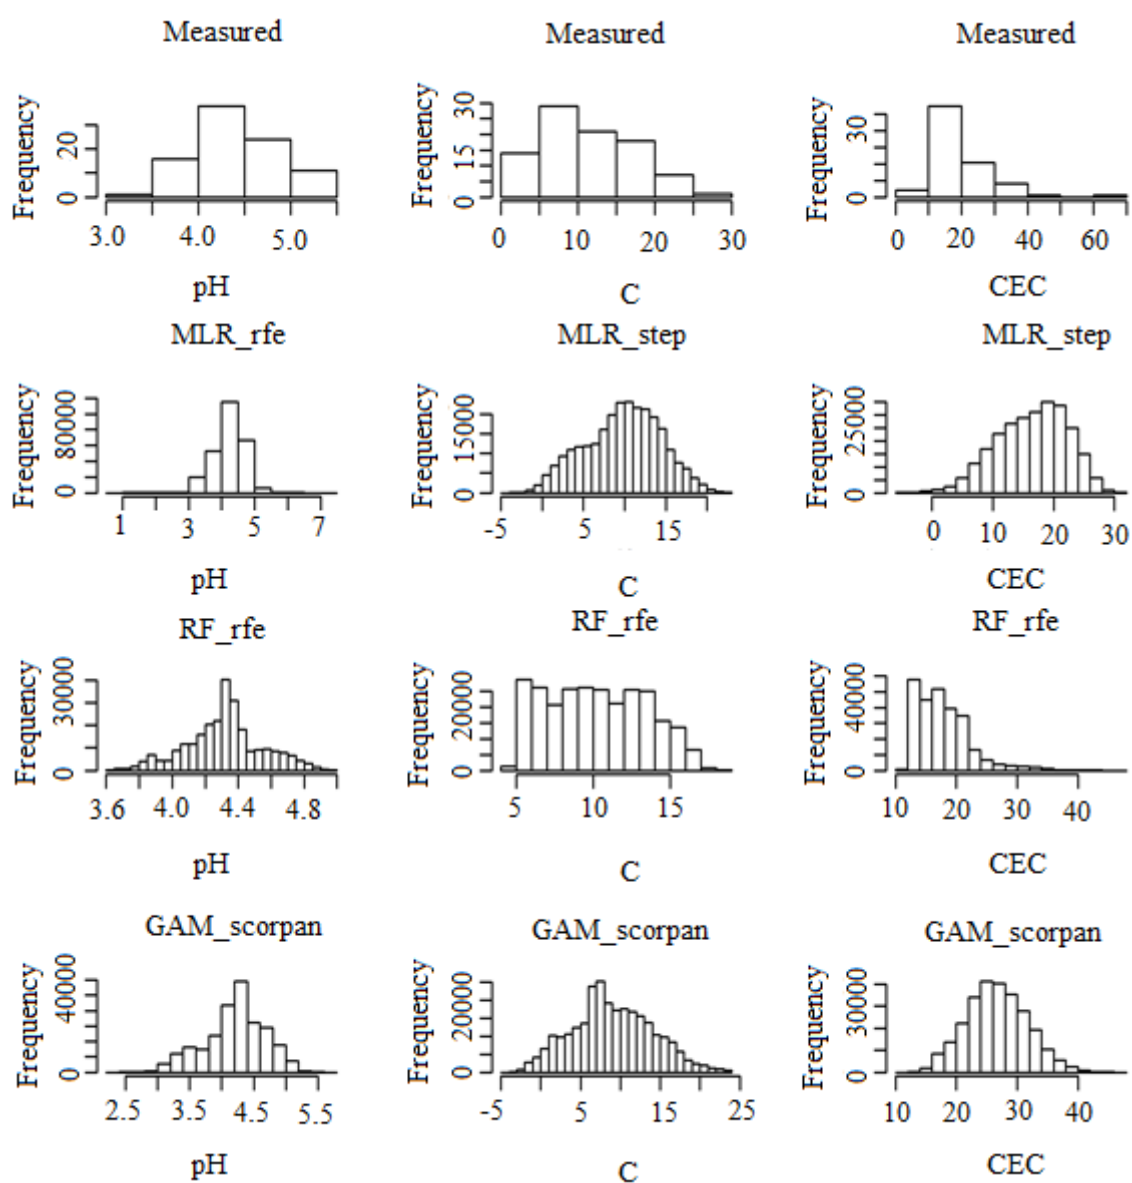 Measured Measured Measured
Frequency 0 20
3.0 4.0 5.0
pH
Frequency 0 15 30
0 10 20 30
C
Frequency 0 30
0 20 40 60
CEC
MLR_rfe MLR_step MLR_step
Frequency 0 80000
1 3 5 7
pH
Frequency 0 15000
-5 5 15
C
Frequency 0 25000
0 10 20 30
CEC
RF_rfe RF_rfe RF_rfe
Frequency 0 30000
3.6 4.0 4.4 4.8
pH
Frequency 0 20000
5 10 15
C
Frequency 0 40000
10 20 30 40
CEC
GAM_scorpan GAM_scorpan GAM_scorpan
Frequency 0 40000
2.5 3.5 4.5 5.5
pH
Frequency 0 20000
-5 5 15 25
C
Frequency 0 30000
10 20 30 40
CEC